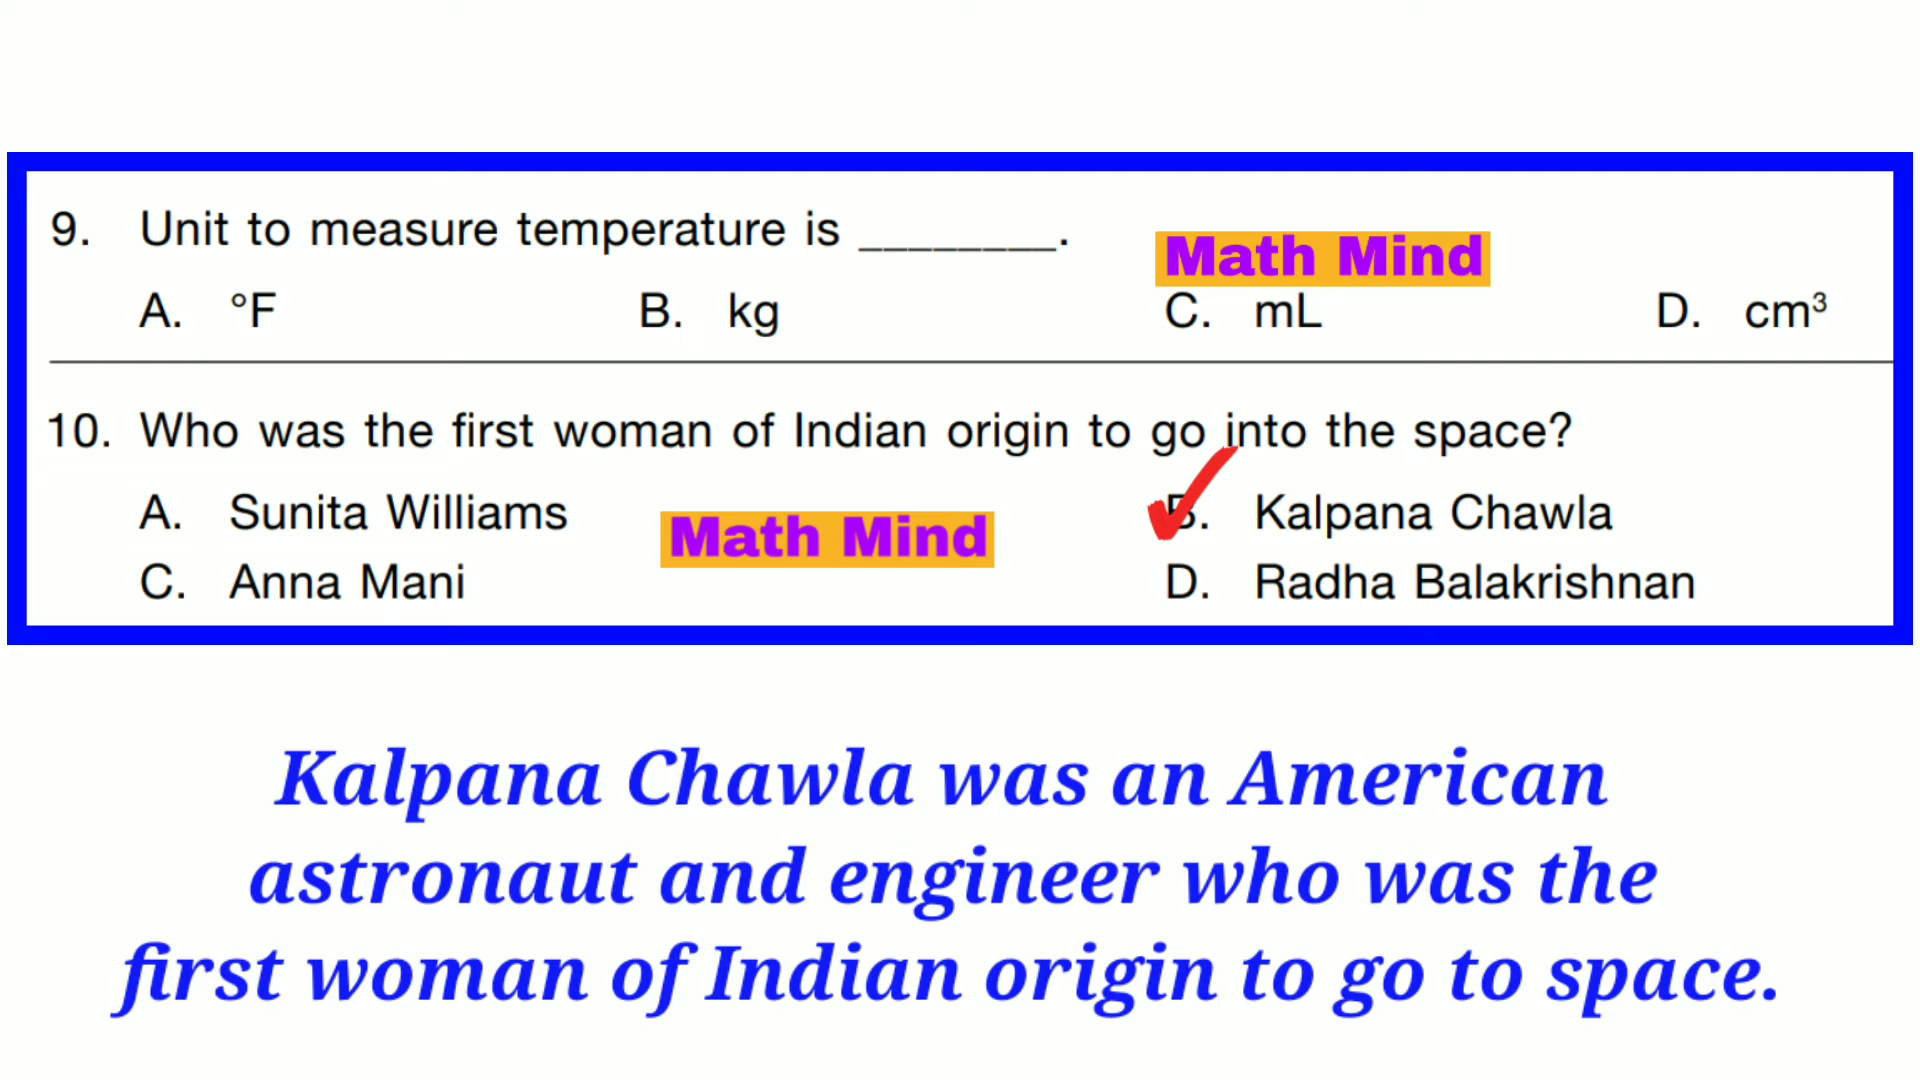 9. Unit to measure temperature is ________.
Math Mind
A. °F B. kg C. mL D. cm³
10. Who was the first woman of Indian origin to go into the space?
A. Sunita Williams B. Kalpana Chawla
Math Mind
C. Anna Mani D. Radha Balakrishnan
Kalpana Chawla was an American
astronaut and engineer who was the
first woman of Indian origin to go to space.